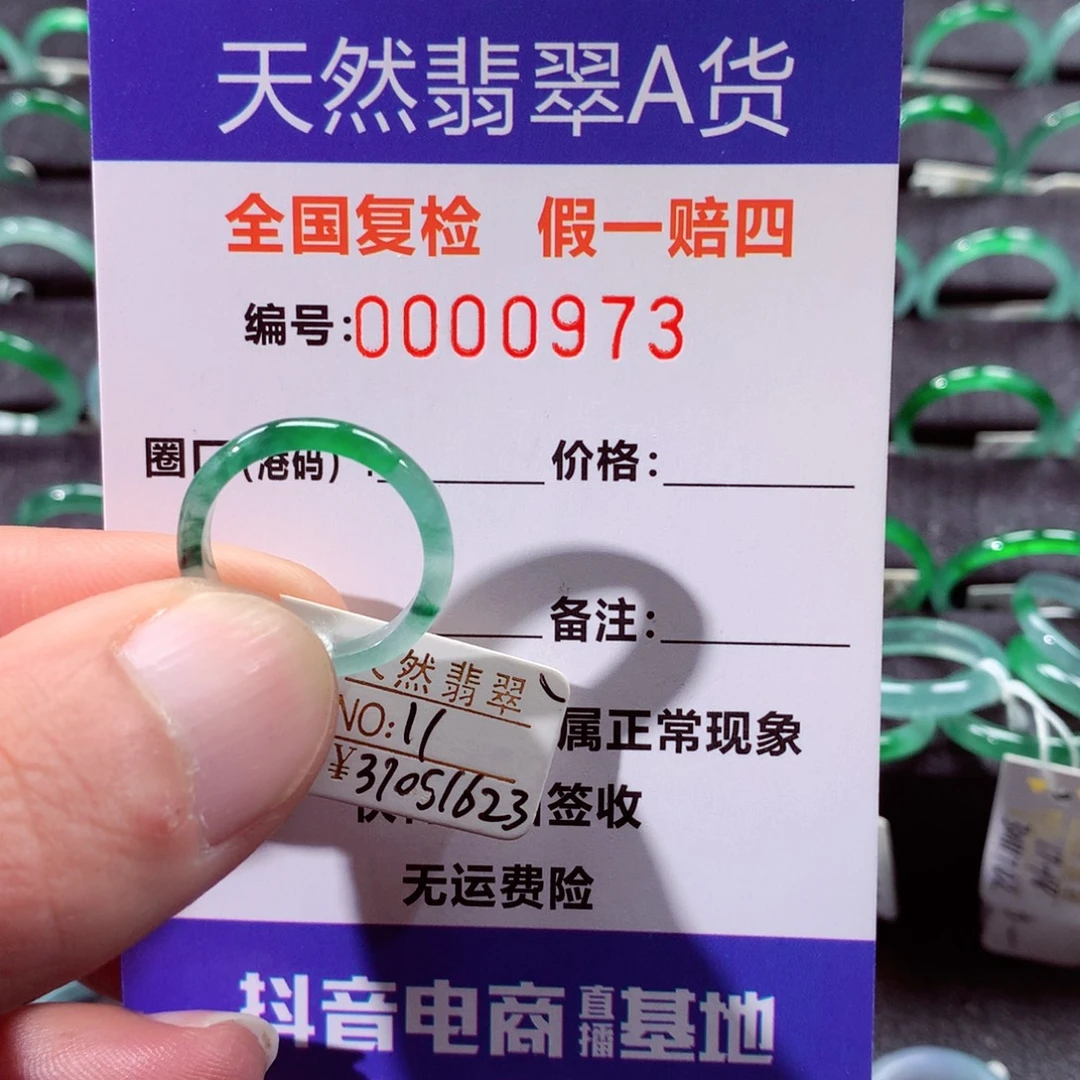 天然翡翠A货
全国复检 假一赔四
编号:0000973
圈口(港码): 价格:
备注:
属正常现象
签收
无运费险
抖音电商直播基地
天然翡翠
NO:11
¥37051623